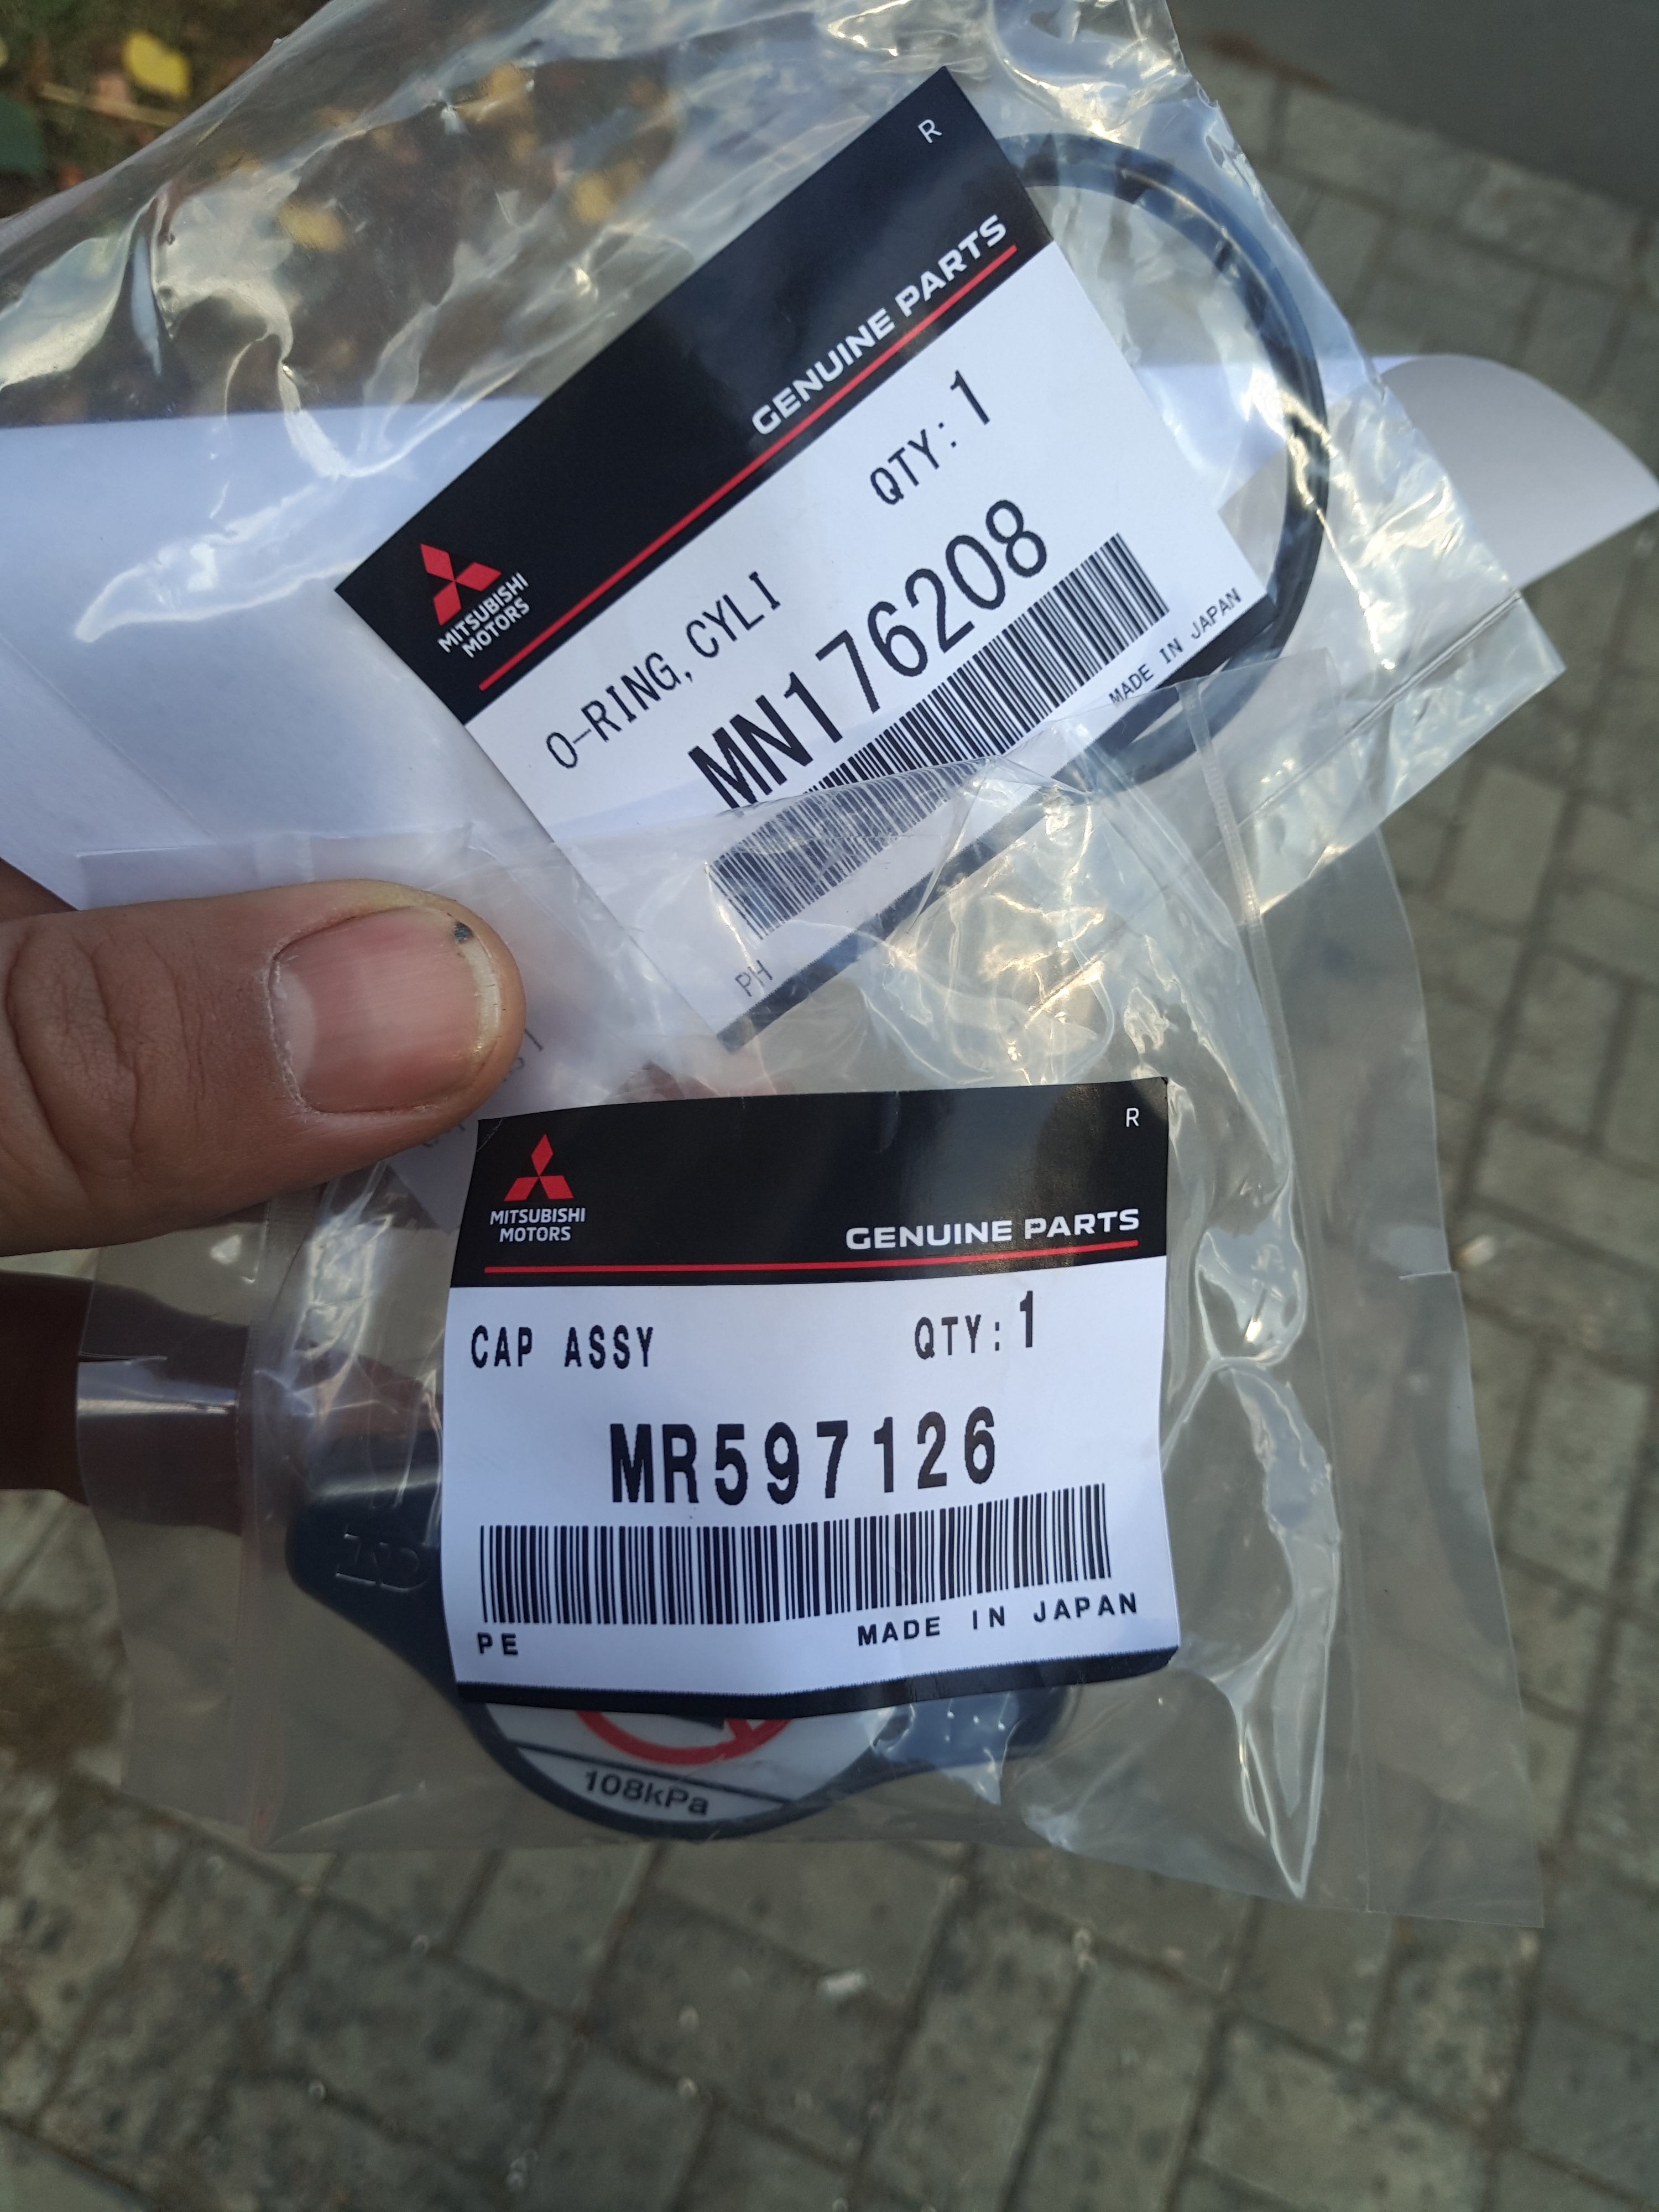 R
GENUINE PARTS
MITSUBISHI
MOTORS
QTY: 1
O-RING, CYLI
MN176208
MADE IN JAPAN
PH
R
MITSUBISHI
MOTORS
GENUINE PARTS
CAP ASSY
QTY: 1
MR597126
PE
MADE IN JAPAN
108kPa